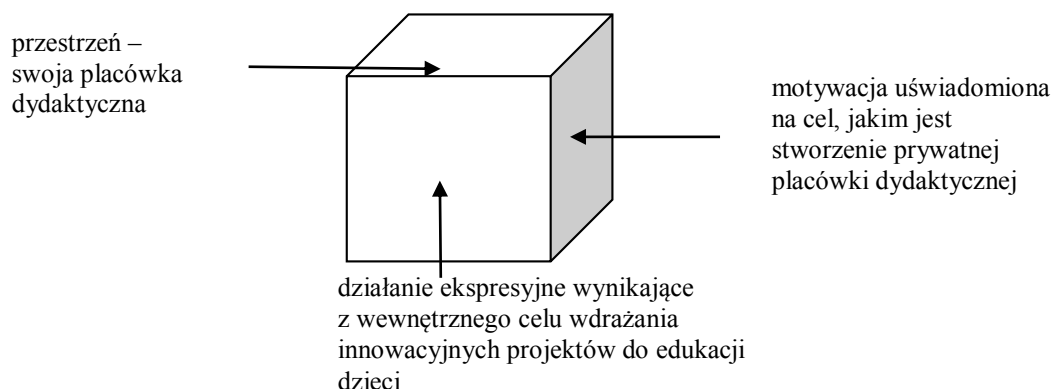 przestrzeń –
swoja placówka
dydaktyczna
motywacja uświadomiona
na cel, jakim jest
stworzenie prywatnej
placówki dydaktycznej
działanie ekspresyjne wynikające
z wewnętrznego celu wdrażania
innowacyjnych projektów do edukacji
dzieci